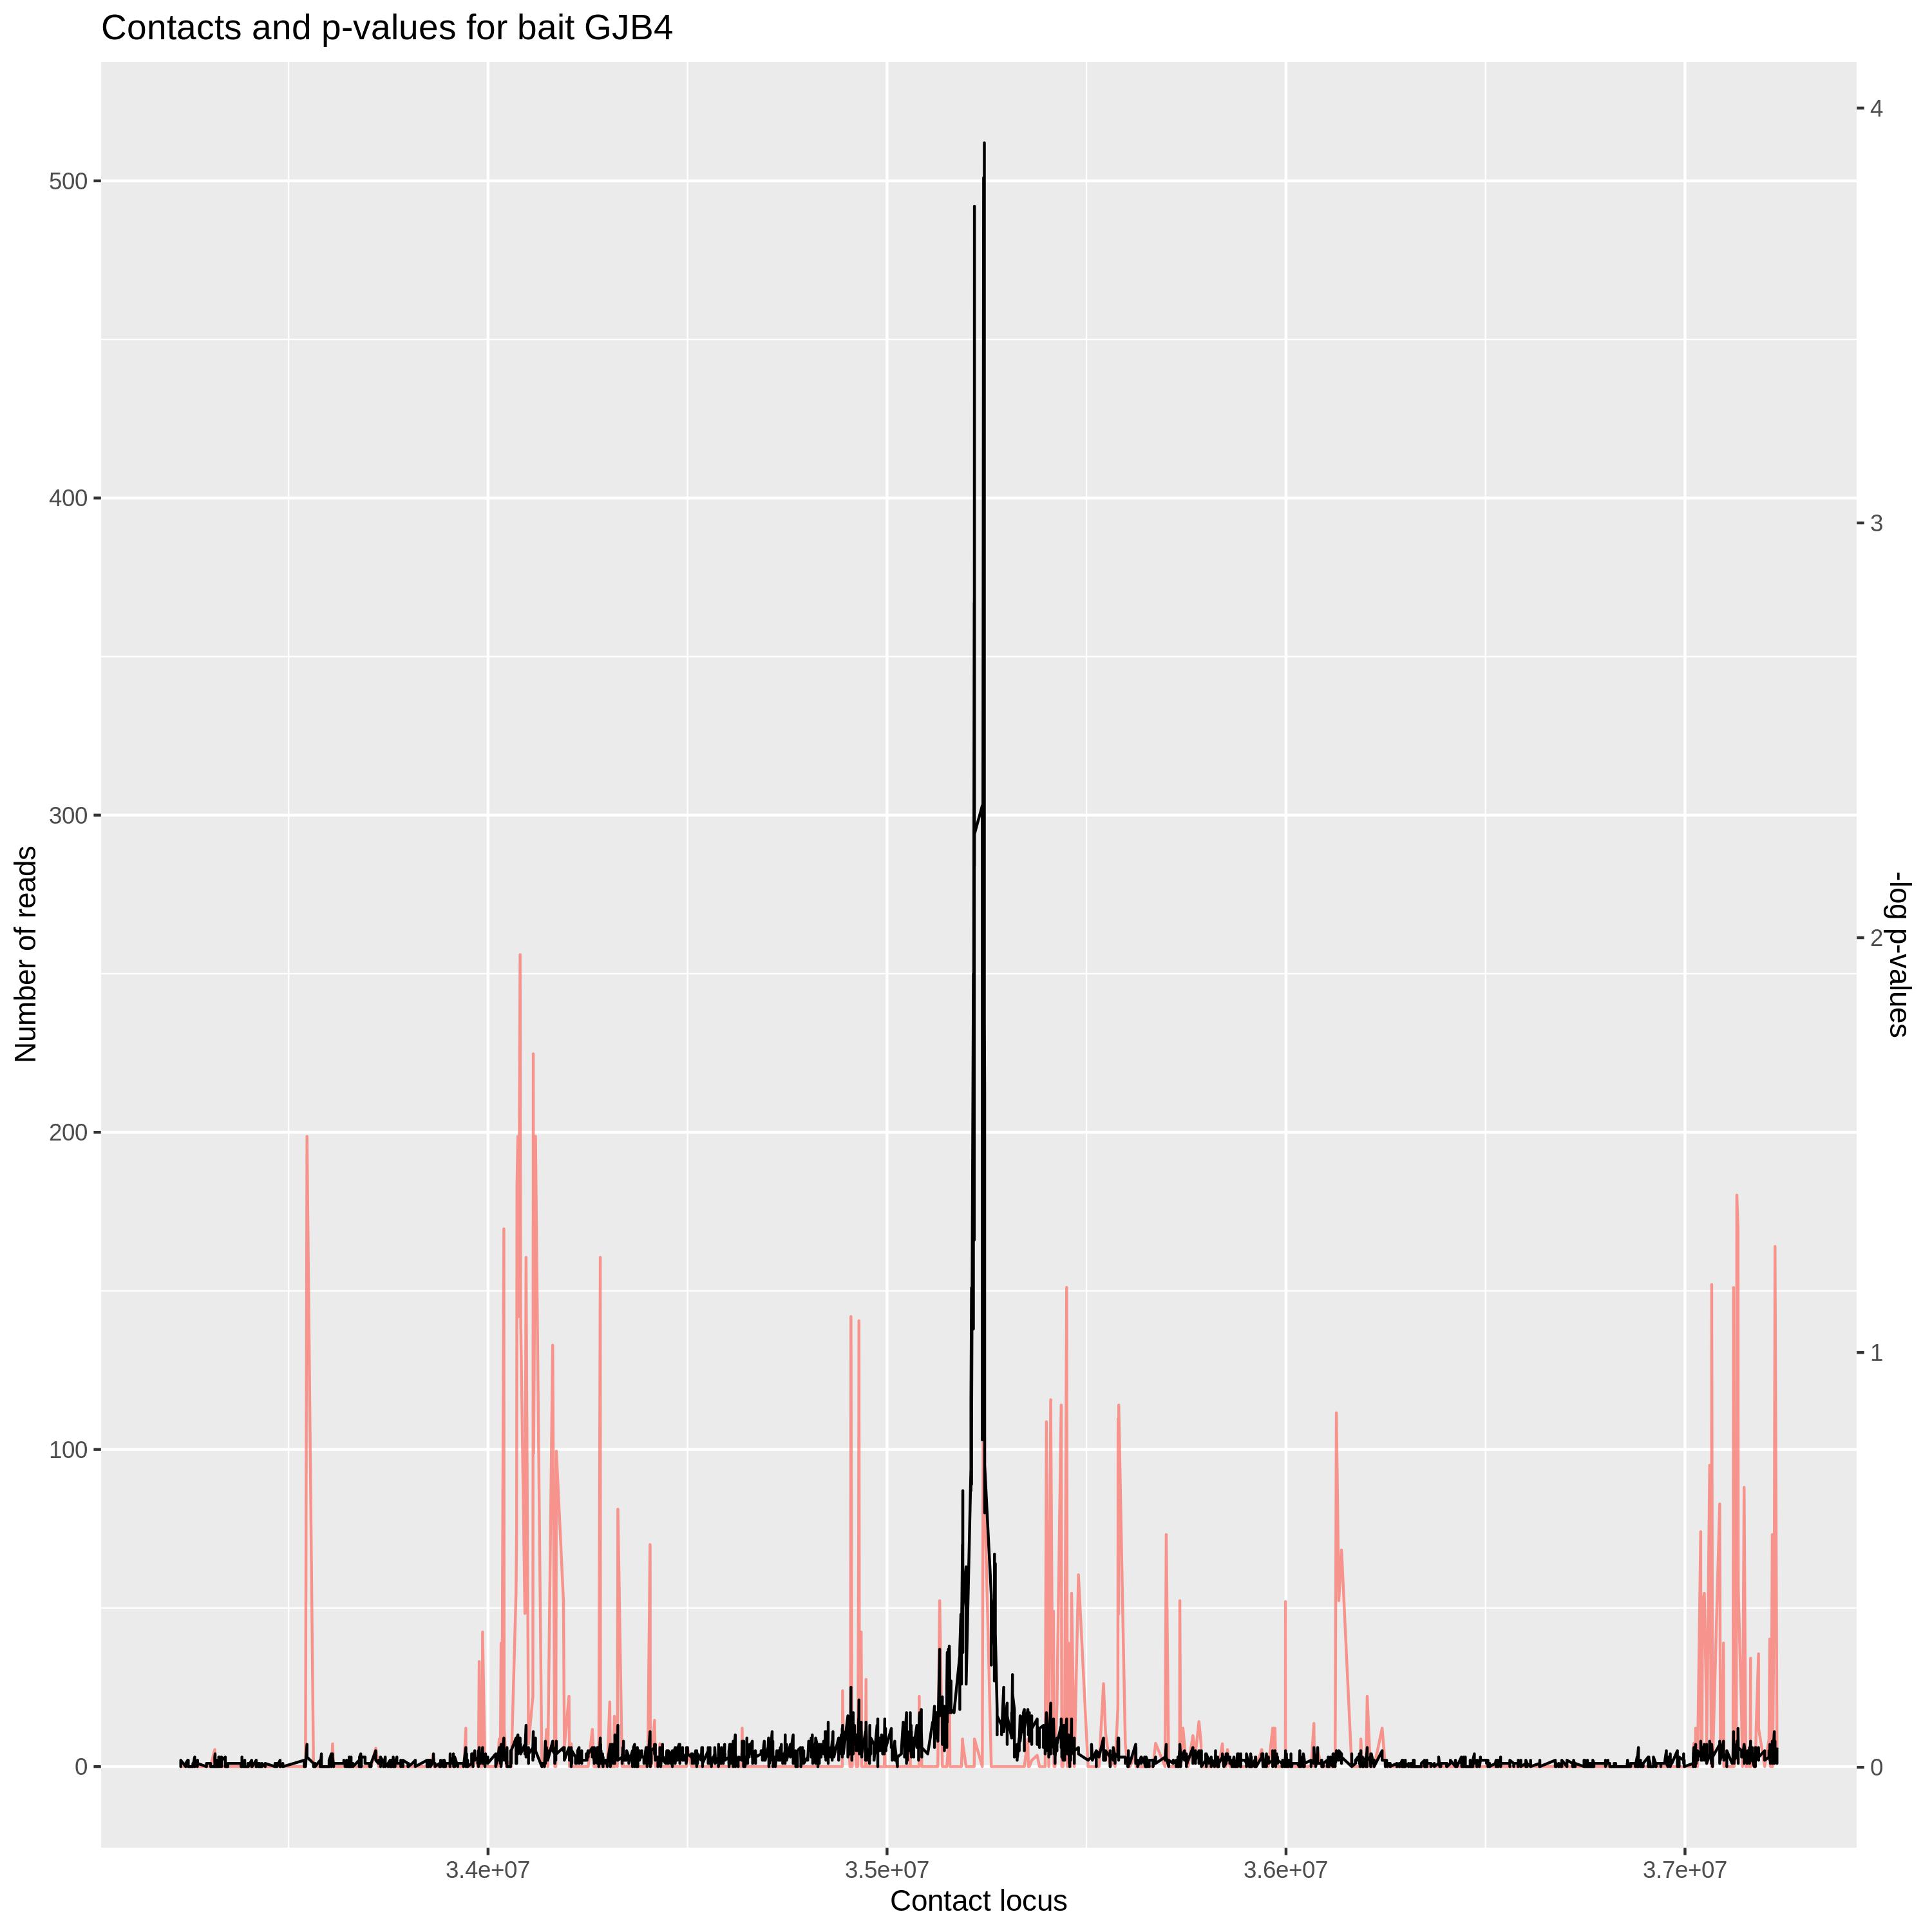 Contacts and p-values for bait GJB4
Number of reads
500
400
300
200
100
0
4
3
2
1
0
-log p-values
3.4e+07
3.5e+07
3.6e+07
3.7e+07
Contact locus